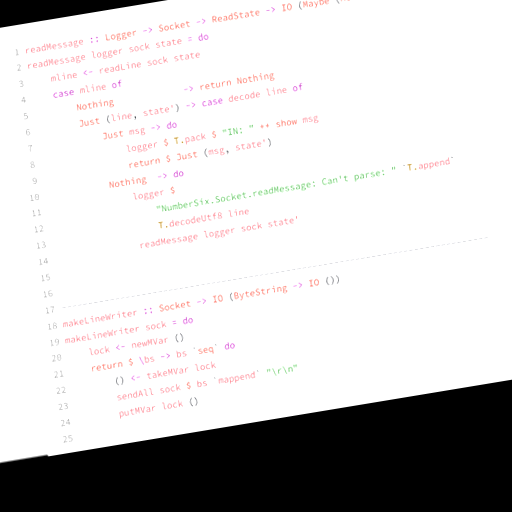 1 readMessage :: Logger -> Socket -> ReadState -> IO (Maybe
2 readMessage logger sock state = do
3 mline <- readLine sock state
4 case mline of
5 Nothing -> return Nothing
6 Just (line, state') -> case decode line of
7 Just msg -> do
8 logger $ T.pack $ "IN: " ++ show msg
9 return $ Just (msg, state')
10 Nothing -> do
11 logger $
12 "NumberSix.Socket.readMessage: Can't parse: " `T.append`
13 T.decodeUtf8 line
14 readMessage logger sock state'
15
16
17
18 makeLineWriter :: Socket -> IO (ByteString -> IO ())
19 makeLineWriter sock = do
20 lock <- newMVar ()
21 return $ \bs -> bs `seq` do
22 () <- takeMVar lock
23 sendAll sock $ bs `mappend` "\r\n"
24 putMVar lock ()
25